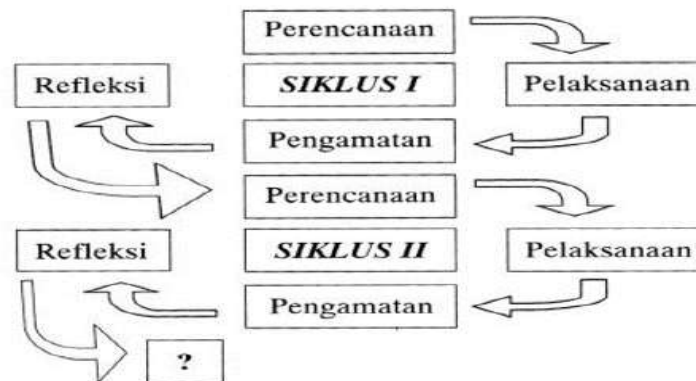 Perencanaan
Refleksi
SIKLUS I
Pelaksanaan
Pengamatan
Perencanaan
Refleksi
SIKLUS II
Pelaksanaan
Pengamatan
?